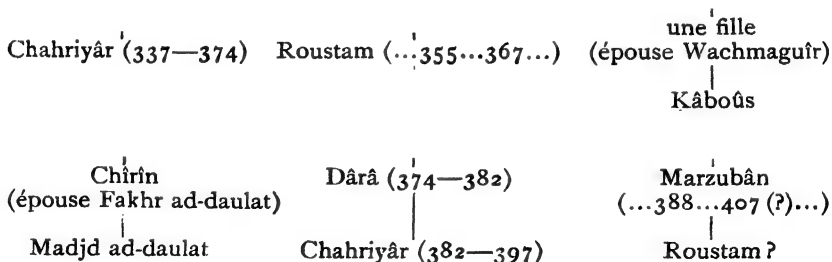 une fille
Chahriyâr (337—374) Roustam (...355...367...) (épouse Wachmaguîr)
Kâboûs
Chîrîn Dârâ (374—382) Marzubân
(épouse Fakhr ad-daulat) (...388...407 (?)...)
Madjd ad-daulat Chahriyâr (382—397) Roustam?